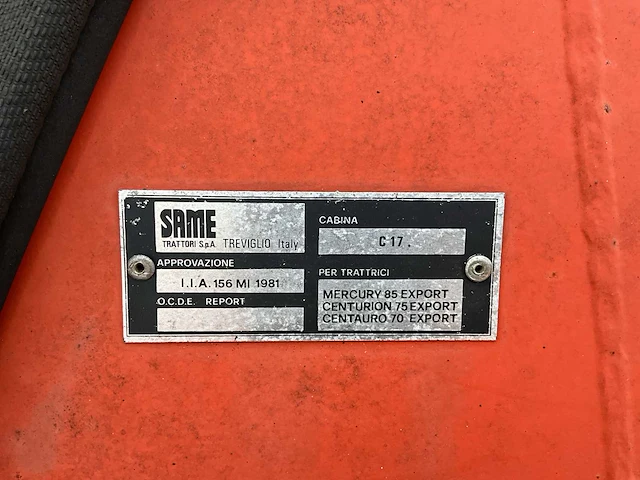 SAME
TRATTORI S.p.A. TREVIGLIO Italy
APPROVAZIONE
I.I.A. 156 MI 1981
O.C.D.E. REPORT
CABINA
C 17 .
PER TRATTRICI
MERCURY 85 EXPORT
CENTURION 75 EXPORT
CENTAURO 70 EXPORT